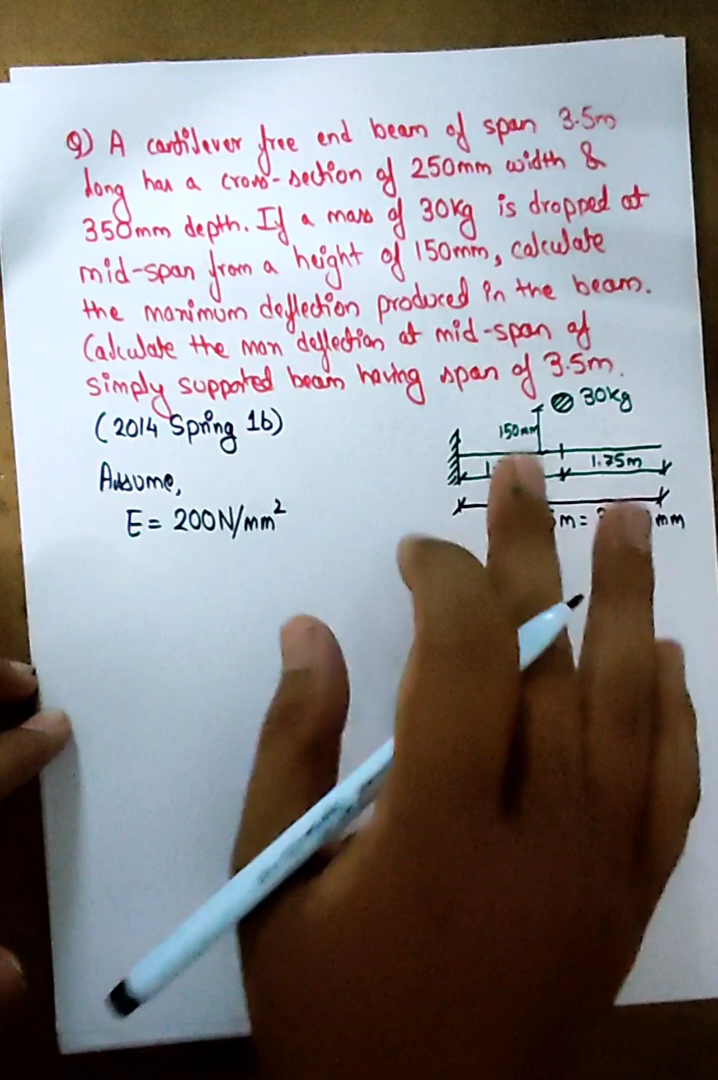 Q) A cantilever free end beam of span 3.5m
long has a cross-section of 250mm width &
350mm depth. If a mass of 30kg is dropped at
mid-span from a height of 150mm, calculate
the maximum deflection produced in the beam.
Calculate the max deflection at mid-span of
simply supported beam having span of 3.5m.
(2014 Spring 16)
30kg
150mm
1.75m
Assume,
E = 200N/mm²
m =
mm